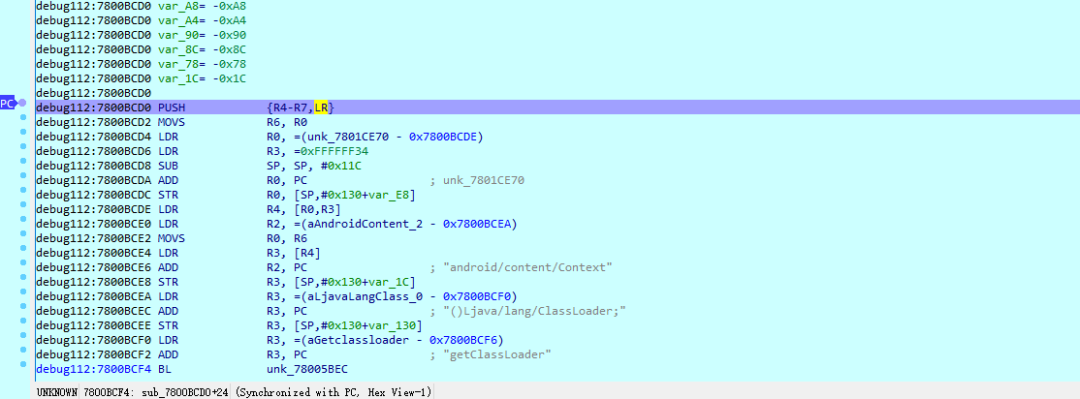 debug112:7800BCD0 var_A8= -0xA8
debug112:7800BCD0 var_A4= -0xA4
debug112:7800BCD0 var_90= -0x90
debug112:7800BCD0 var_8C= -0x8C
debug112:7800BCD0 var_78= -0x78
debug112:7800BCD0 var_1C= -0x1C
debug112:7800BCD0
PC debug112:7800BCD0 PUSH {R4-R7,LR}
debug112:7800BCD2 MOVS R6, R0
debug112:7800BCD4 LDR R0, =(unk_7801CE70 - 0x7800BCDE)
debug112:7800BCD6 LDR R3, =0xFFFFFF34
debug112:7800BCD8 SUB SP, SP, #0x11C
debug112:7800BCDA ADD R0, PC ; unk_7801CE70
debug112:7800BCDC STR R0, [SP,#0x130+var_E8]
debug112:7800BCDE LDR R4, [R0,R3]
debug112:7800BCE0 LDR R2, =(aAndroidContent_2 - 0x7800BCEA)
debug112:7800BCE2 MOVS R0, R6
debug112:7800BCE4 LDR R3, [R4]
debug112:7800BCE6 ADD R2, PC ; "android/content/Context"
debug112:7800BCE8 STR R3, [SP,#0x130+var_1C]
debug112:7800BCEA LDR R3, =(aLjavaLangClass_0 - 0x7800BCF0)
debug112:7800BCEC ADD R3, PC ; "()Ljava/lang/ClassLoader;"
debug112:7800BCEE STR R3, [SP,#0x130+var_130]
debug112:7800BCF0 LDR R3, =(aGetclassloader - 0x7800BCF6)
debug112:7800BCF2 ADD R3, PC ; "getClassLoader"
debug112:7800BCF4 BL unk_78005BEC
UNKNOWN 7800BCF4: sub_7800BCD0+24 (Synchronized with PC, Hex View-1)